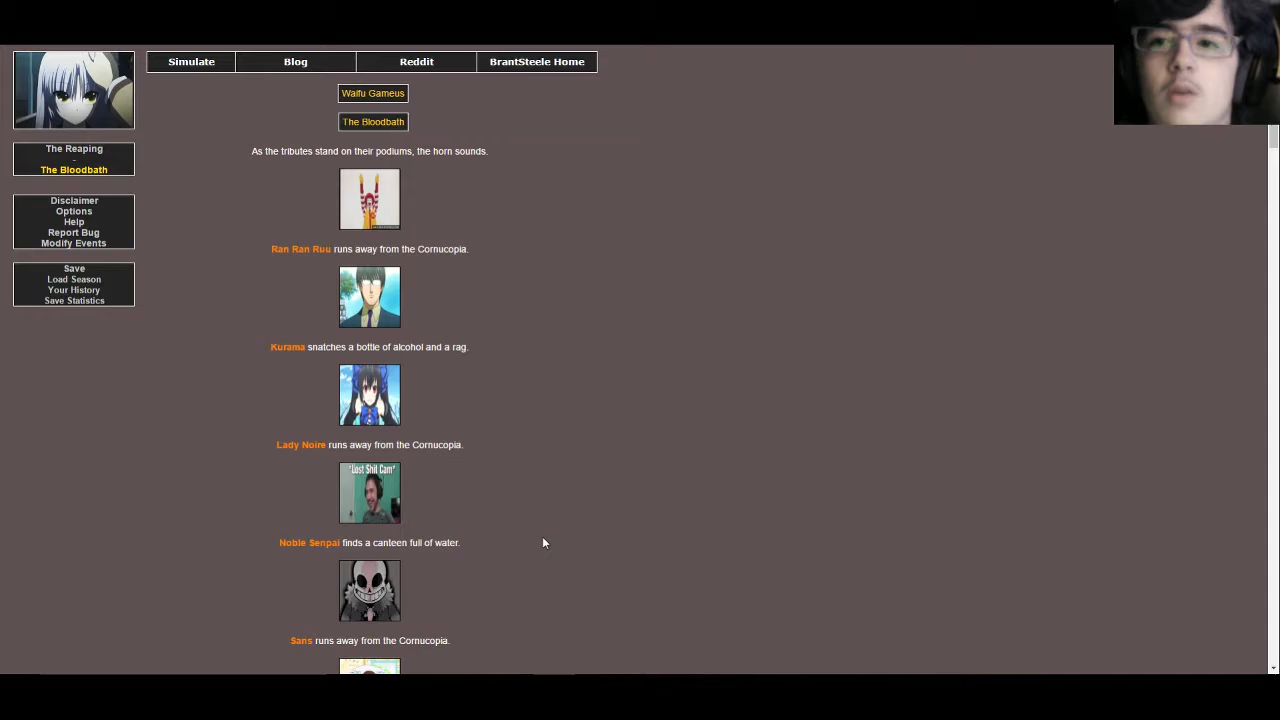 Simulate Blog Reddit BrantSteele Home
Waifu Gameus
The Bloodbath
The Reaping
-
The Bloodbath
Disclaimer
Options
Help
Report Bug
Modify Events
Save
Load Season
Your History
Save Statistics
As the tributes stand on their podiums, the horn sounds.
Ran Ran Ruu runs away from the Cornucopia.
Kurama snatches a bottle of alcohol and a rag.
Lady Noire runs away from the Cornucopia.
*Lost Shit Cam*
Noble Senpai finds a canteen full of water.
Sans runs away from the Cornucopia.